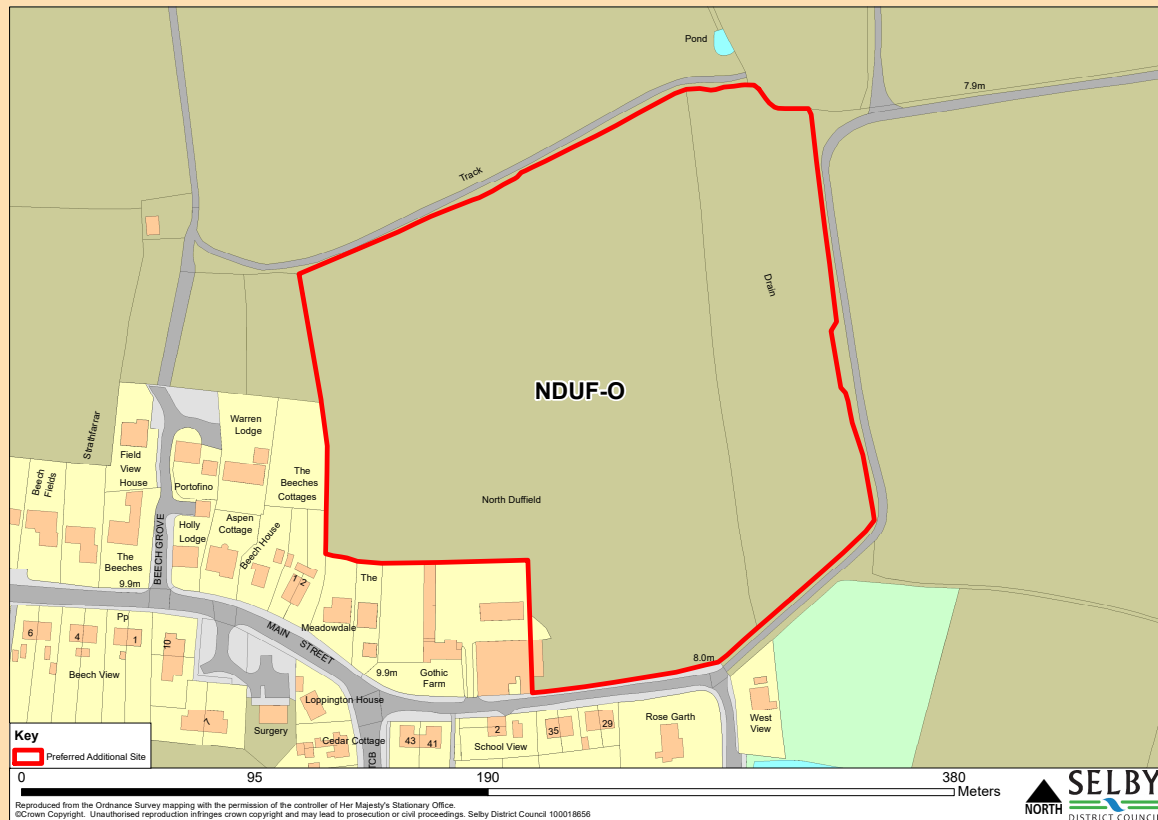 Pond
7.9m
Track
Drain
NDUF-O
Strathfarrar
Warren
Lodge
Field
View
House
Beech
Fields
Portofino
The
Beeches
Cottages
North Duffield
BEECH GROVE
Holly
Lodge
Aspen
Cottage
Beech House
The
Beeches
9.9m
1 2
The
Meadowdale
MAIN STREET
Pp
6
4
1
10
Beech View
7
Surgery
Loppington House
Cedar Cottage
TCB
9.9m
Gothic
Farm
8.0m
43
41
2
School View
35
29
Rose Garth
West
View
Key
Preferred Additional Site
0 95 190 380
Meters
Reproduced from the Ordnance Survey mapping with the permission of the controller of Her Majesty's Stationary Office.
©Crown Copyright. Unauthorised reproduction infringes crown copyright and may lead to prosecution or civil proceedings. Selby District Council 100018656
NORTH
SELBY
DISTRICT COUNCIL